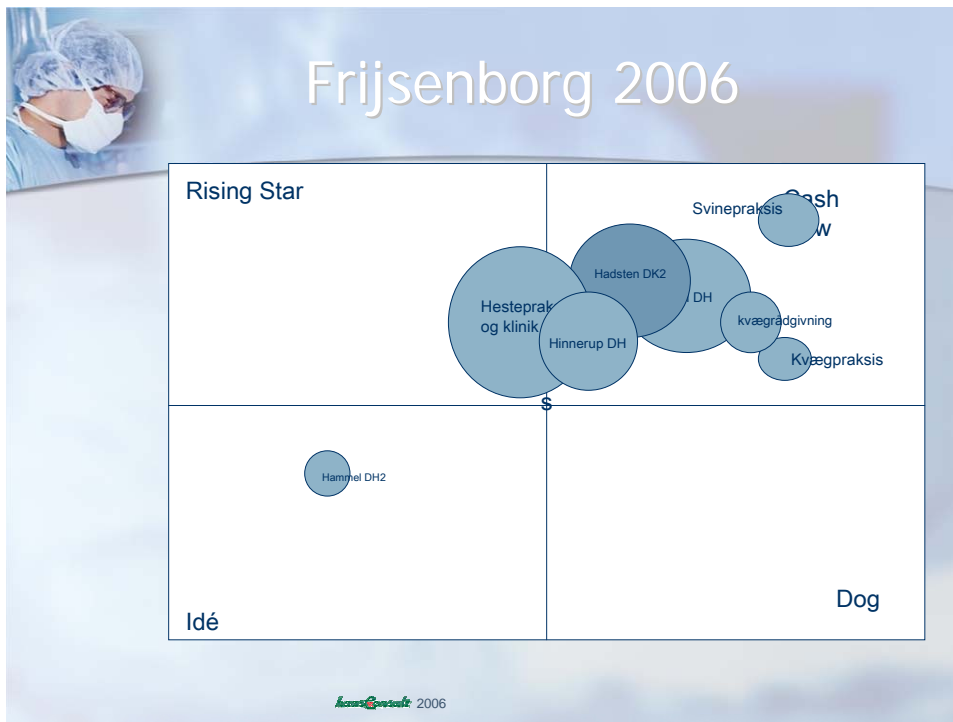 Frijsenborg 2006
Rising Star
Svinepraksis
Hadsten DK2
DH
Hesteprak
og klinik
kvægrådgivning
Hinnerup DH
Kvægpraksis
s
Hammel DH2
Dog
Idé
2006